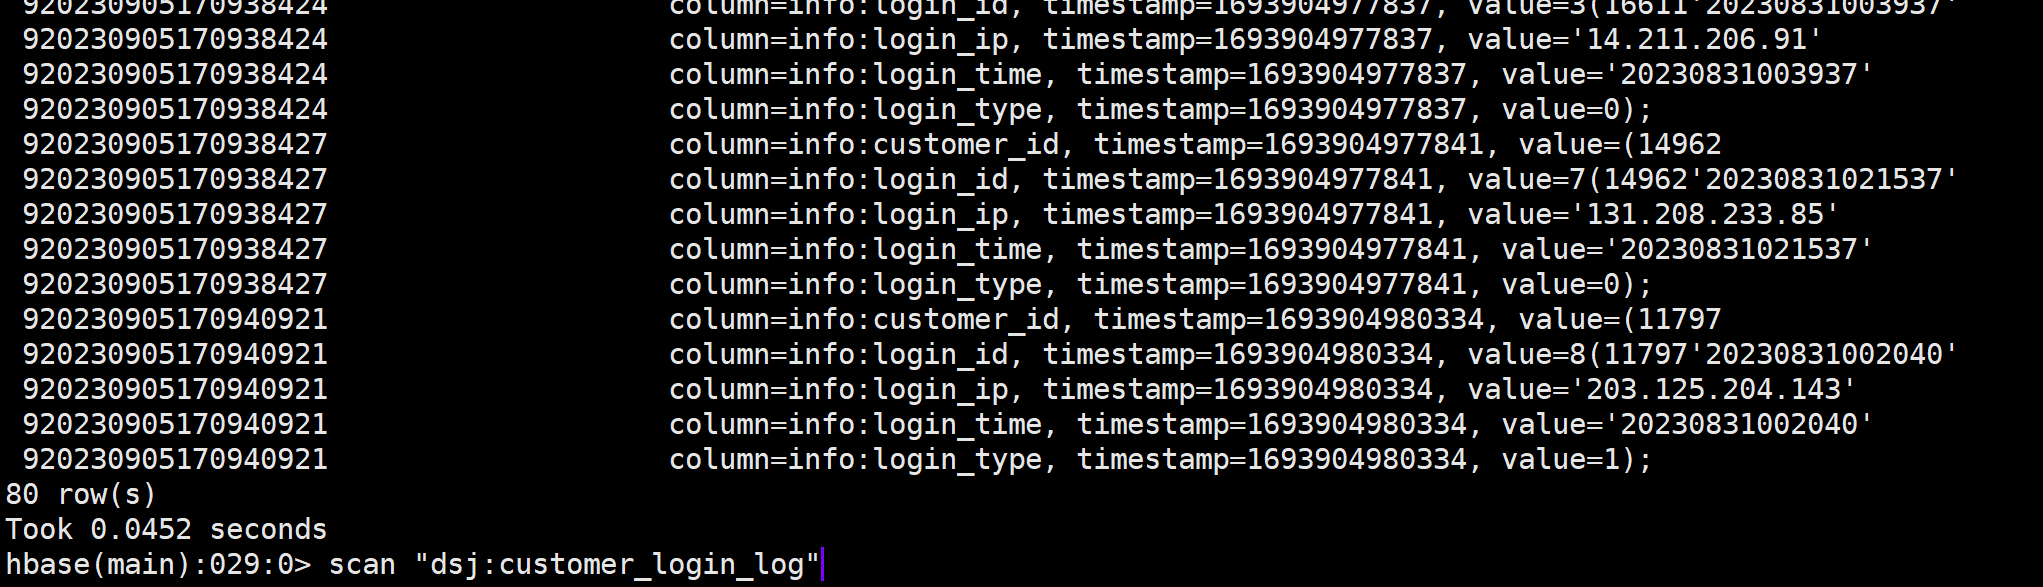 920230905170938424 column=info:login_id, timestamp=1693904977837, value=3(16611'20230831003937'
920230905170938424 column=info:login_ip, timestamp=1693904977837, value='14.211.206.91'
920230905170938424 column=info:login_time, timestamp=1693904977837, value='20230831003937'
920230905170938424 column=info:login_type, timestamp=1693904977837, value=0);
920230905170938427 column=info:customer_id, timestamp=1693904977841, value=(14962
920230905170938427 column=info:login_id, timestamp=1693904977841, value=7(14962'20230831021537'
920230905170938427 column=info:login_ip, timestamp=1693904977841, value='131.208.233.85'
920230905170938427 column=info:login_time, timestamp=1693904977841, value='20230831021537'
920230905170938427 column=info:login_type, timestamp=1693904977841, value=0);
920230905170940921 column=info:customer_id, timestamp=1693904980334, value=(11797
920230905170940921 column=info:login_id, timestamp=1693904980334, value=8(11797'20230831002040'
920230905170940921 column=info:login_ip, timestamp=1693904980334, value='203.125.204.143'
920230905170940921 column=info:login_time, timestamp=1693904980334, value='20230831002040'
920230905170940921 column=info:login_type, timestamp=1693904980334, value=1);
80 row(s)
Took 0.0452 seconds
hbase(main):029:0> scan "dsj:customer_login_log"